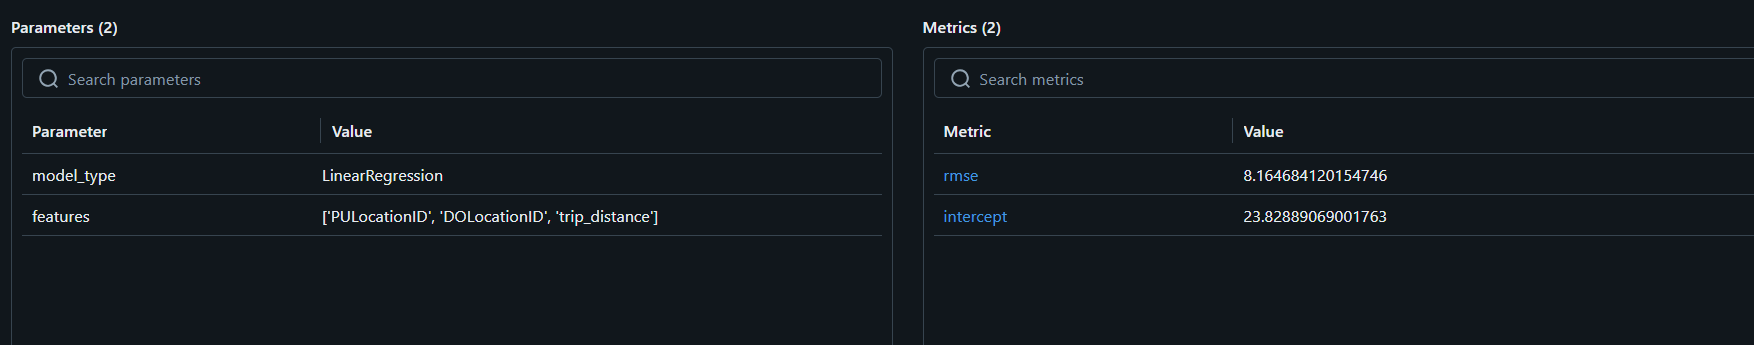 Parameters (2)
Search parameters
Parameter Value
model_type LinearRegression
features ['PULocationID', 'DOLocationID', 'trip_distance']
Metrics (2)
Search metrics
Metric Value
rmse 8.164684120154746
intercept 23.82889069001763